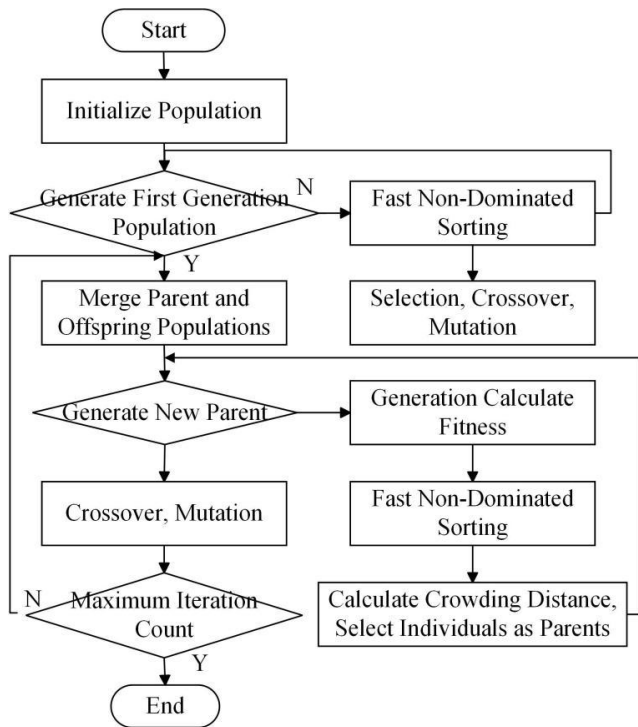 Start
Initialize Population
Generate First Generation
Population
N
Fast Non-Dominated
Sorting
Y
Merge Parent and
Offspring Populations
Selection, Crossover,
Mutation
Generate New Parent
Generation Calculate
Fitness
Crossover, Mutation
Fast Non-Dominated
Sorting
N
Maximum Iteration
Count
Calculate Crowding Distance,
Select Individuals as Parents
Y
End